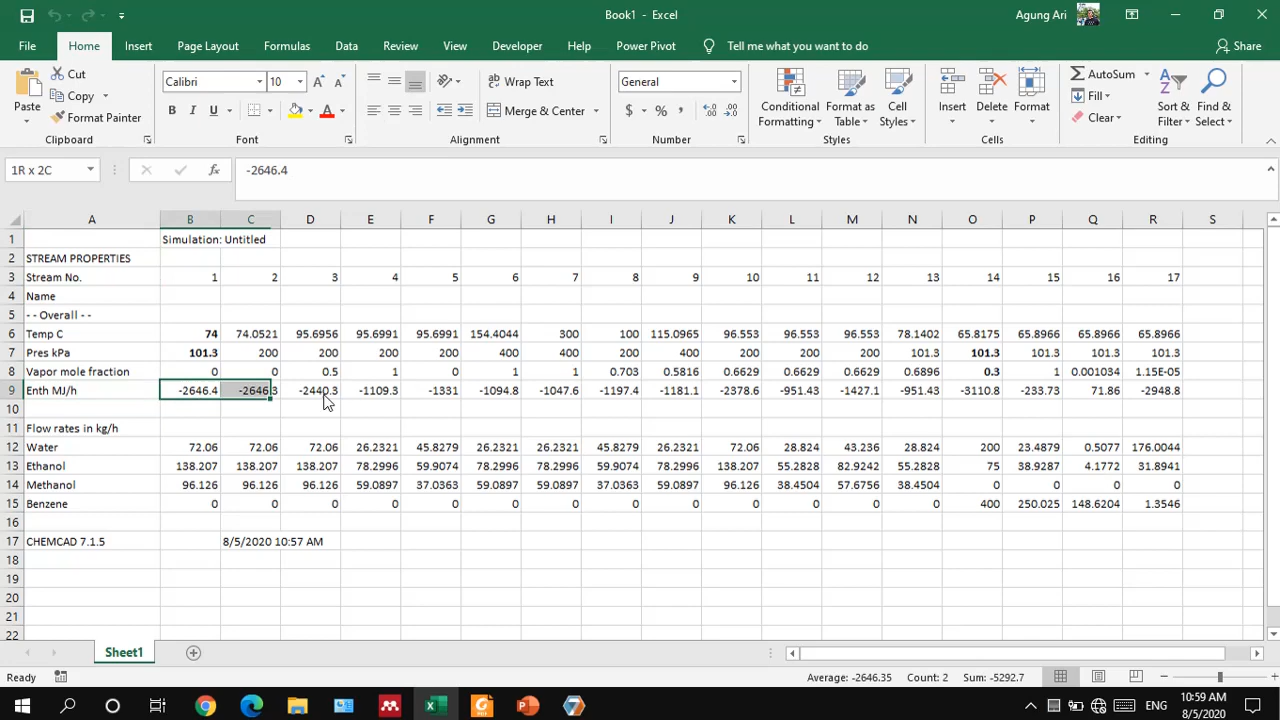 Book1 - Excel
Agung Ari
File Home Insert Page Layout Formulas Data Review View Developer Help Power Pivot Tell me what you want to do Share
Paste
Cut
Copy
Format Painter
Clipboard
Calibri 10
B I U
Font
Wrap Text
Merge & Center
Alignment
General
$ % ,
Number
Conditional Formatting
Format as Table
Cell Styles
Styles
Insert Delete Format
Cells
AutoSum
Fill
Clear
Sort & Filter
Find & Select
Editing
1R x 2C fx -2646.4
A B C D E F G H I J K L M N O P Q R S
1 Simulation: Untitled
2 STREAM PROPERTIES
3 Stream No. 1 2 3 4 5 6 7 8 9 10 11 12 13 14 15 16 17
4 Name
5 - - Overall - -
6 Temp C 74 74.0521 95.6956 95.6991 95.6991 154.4044 300 100 115.0965 96.553 96.553 96.553 78.1402 65.8175 65.8966 65.8966 65.8966
7 Pres kPa 101.3 200 200 200 200 400 400 200 400 200 200 200 101.3 101.3 101.3 101.3 101.3
8 Vapor mole fraction 0 0 0.5 1 0 1 1 0.703 0.5816 0.6629 0.6629 0.6629 0.6896 0.3 1 0.001034 1.15E-05
9 Enth MJ/h -2646.4 -2646.3 -2440.3 -1109.3 -1331 -1094.8 -1047.6 -1197.4 -1181.1 -2378.6 -951.43 -1427.1 -951.43 -3110.8 -233.73 71.86 -2948.8
10
11 Flow rates in kg/h
12 Water 72.06 72.06 72.06 26.2321 45.8279 26.2321 26.2321 45.8279 26.2321 72.06 28.824 43.236 28.824 200 23.4879 0.5077 176.0044
13 Ethanol 138.207 138.207 138.207 78.2996 59.9074 78.2996 78.2996 59.9074 78.2996 138.207 55.2828 82.9242 55.2828 75 38.9287 4.1772 31.8941
14 Methanol 96.126 96.126 96.126 59.0897 37.0363 59.0897 59.0897 37.0363 59.0897 96.126 38.4504 57.6756 38.4504 0 0 0 0
15 Benzene 0 0 0 0 0 0 0 0 0 0 0 0 0 400 250.025 148.6204 1.3546
16
17 CHEMCAD 7.1.5 8/5/2020 10:57 AM
18
19
20
21
22
Sheet1
Ready Average: -2646.35 Count: 2 Sum: -5292.7
ENG
10:59 AM
8/5/2020